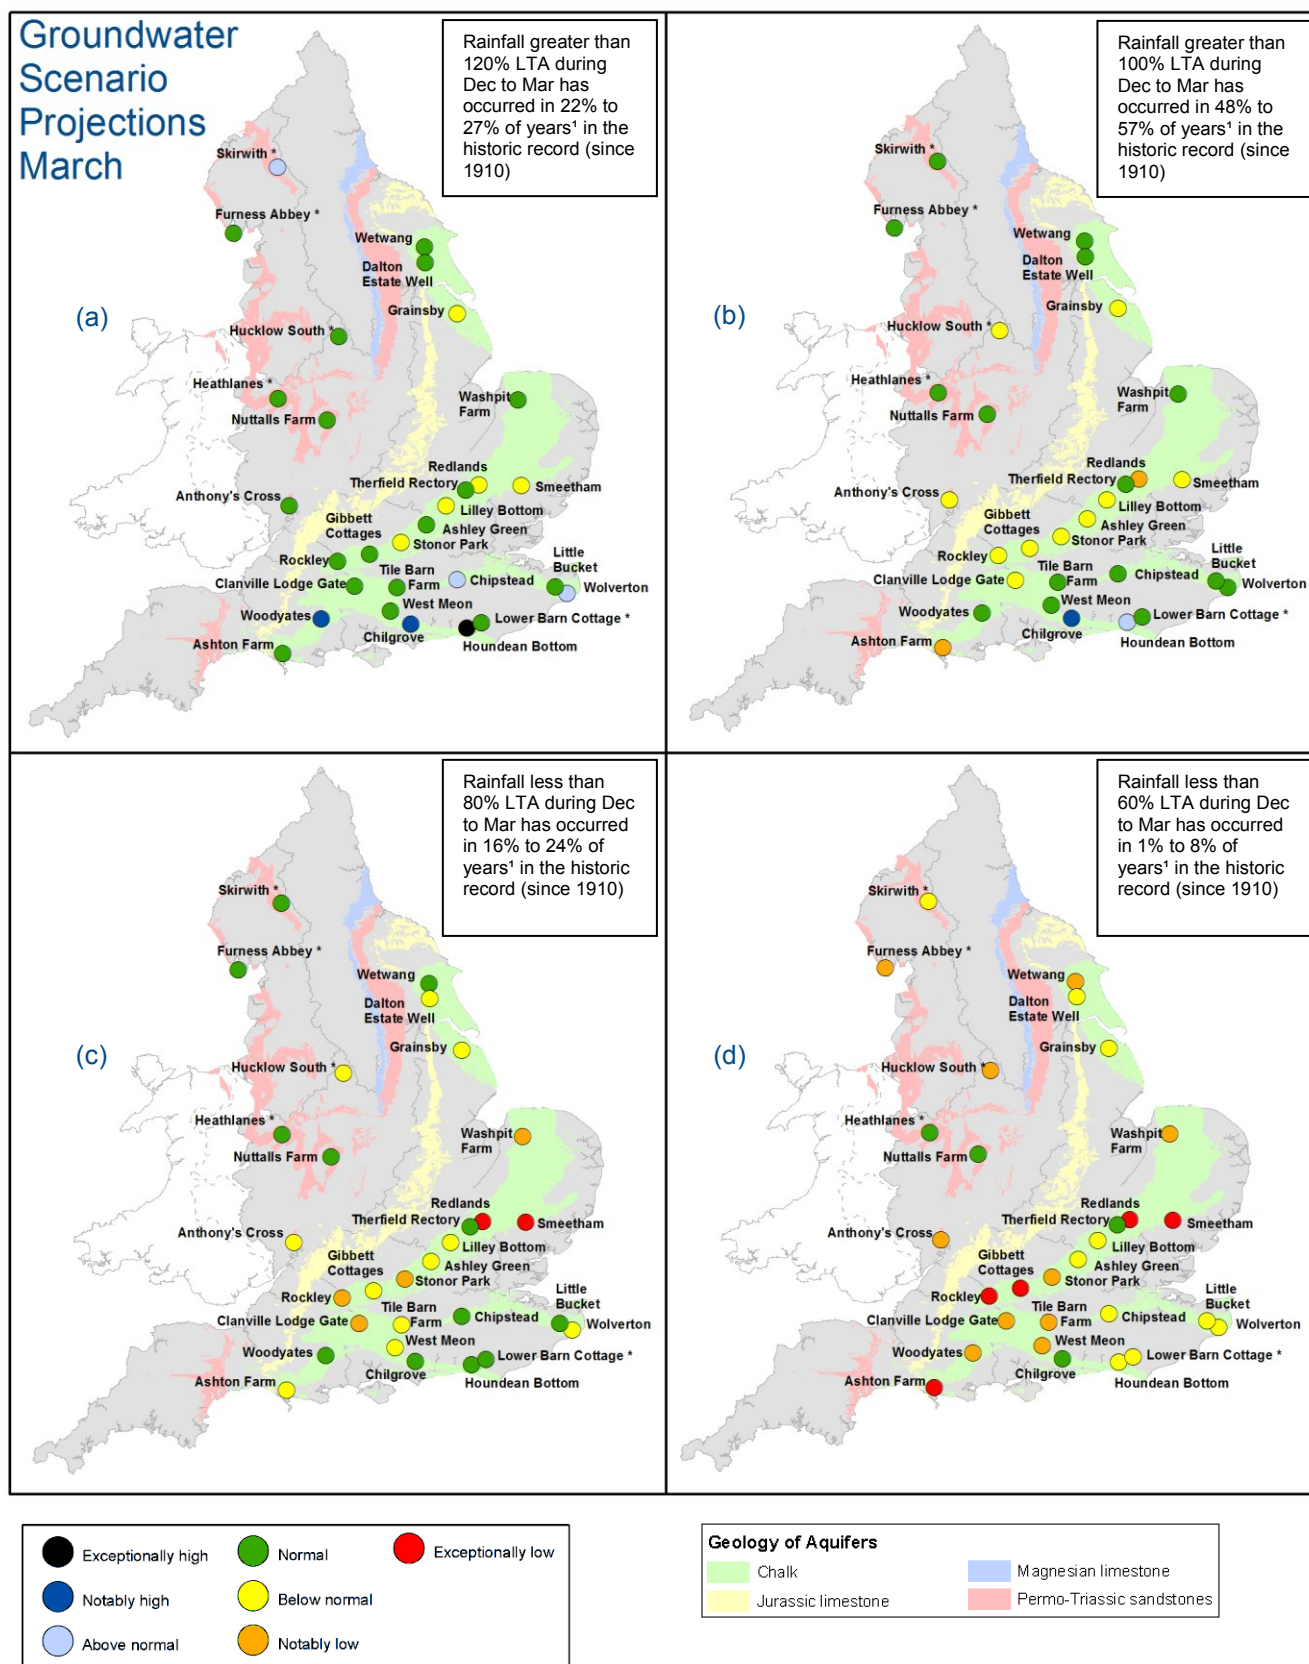 Groundwater
Scenario
Projections
March
Rainfall greater than
120% LTA during
Dec to Mar has
occurred in 22% to
27% of years¹ in the
historic record (since
1910)
(a)
Skirwith *
Furness Abbey *
Wetwang
Dalton
Estate Well
Grainsby
Hucklow South *
Heathlanes *
Nuttalls Farm
Washpit
Farm
Redlands
Therfield Rectory
Smeetham
Anthony's Cross
Lilley Bottom
Gibbett
Cottages
Ashley Green
Stonor Park
Rockley
Little
Bucket
Tile Barn
Farm
Clanville Lodge Gate
Chipstead
Wolverton
West Meon
Woodyates
Lower Barn Cottage *
Chilgrove
Ashton Farm
Houndean Bottom
Rainfall greater than
100% LTA during
Dec to Mar has
occurred in 48% to
57% of years¹ in the
historic record (since
1910)
(b)
Skirwith *
Furness Abbey *
Wetwang
Dalton
Estate Well
Grainsby
Hucklow South *
Heathlanes *
Nuttalls Farm
Washpit
Farm
Redlands
Therfield Rectory
Smeetham
Anthony's Cross
Lilley Bottom
Gibbett
Cottages
Ashley Green
Stonor Park
Rockley
Little
Bucket
Tile Barn
Farm
Clanville Lodge Gate
Chipstead
Wolverton
West Meon
Woodyates
Lower Barn Cottage *
Chilgrove
Ashton Farm
Houndean Bottom
Rainfall less than
80% LTA during Dec
to Mar has occurred
in 16% to 24% of
years¹ in the historic
record (since 1910)
(c)
Skirwith *
Furness Abbey *
Wetwang
Dalton
Estate Well
Grainsby
Hucklow South *
Heathlanes *
Nuttalls Farm
Washpit
Farm
Redlands
Therfield Rectory
Smeetham
Anthony's Cross
Lilley Bottom
Gibbett
Cottages
Ashley Green
Stonor Park
Rockley
Little
Bucket
Tile Barn
Farm
Clanville Lodge Gate
Chipstead
Wolverton
West Meon
Woodyates
Lower Barn Cottage *
Chilgrove
Ashton Farm
Houndean Bottom
Rainfall less than
60% LTA during Dec
to Mar has occurred
in 1% to 8% of
years¹ in the historic
record (since 1910)
(d)
Skirwith *
Furness Abbey *
Wetwang
Dalton
Estate Well
Grainsby
Hucklow South *
Heathlanes *
Nuttalls Farm
Washpit
Farm
Redlands
Therfield Rectory
Smeetham
Anthony's Cross
Lilley Bottom
Gibbett
Cottages
Ashley Green
Stonor Park
Rockley
Little
Bucket
Tile Barn
Farm
Clanville Lodge Gate
Chipstead
Wolverton
West Meon
Woodyates
Lower Barn Cottage *
Chilgrove
Ashton Farm
Houndean Bottom
Exceptionally high
Normal
Exceptionally low
Notably high
Below normal
Above normal
Notably low
Geology of Aquifers
Chalk
Magnesian limestone
Jurassic limestone
Permo-Triassic sandstones